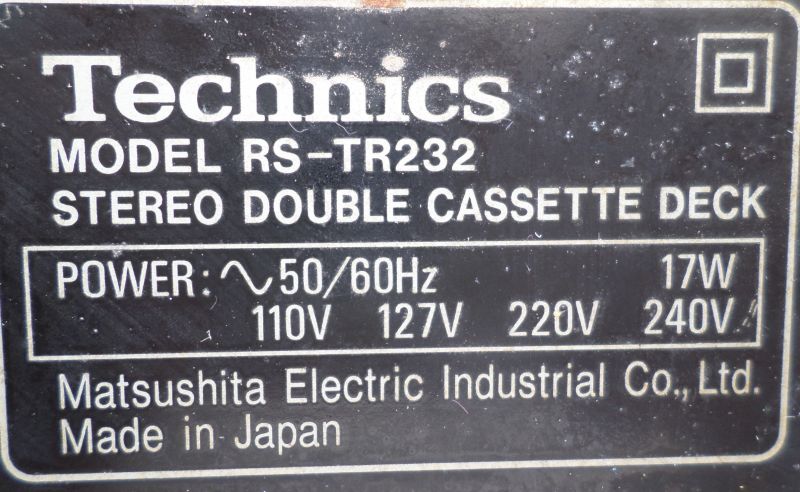 Technics
MODEL RS-TR232
STEREO DOUBLE CASSETTE DECK
POWER: ∿50/60Hz 17W
110V 127V 220V 240V
Matsushita Electric Industrial Co., Ltd.
Made in Japan